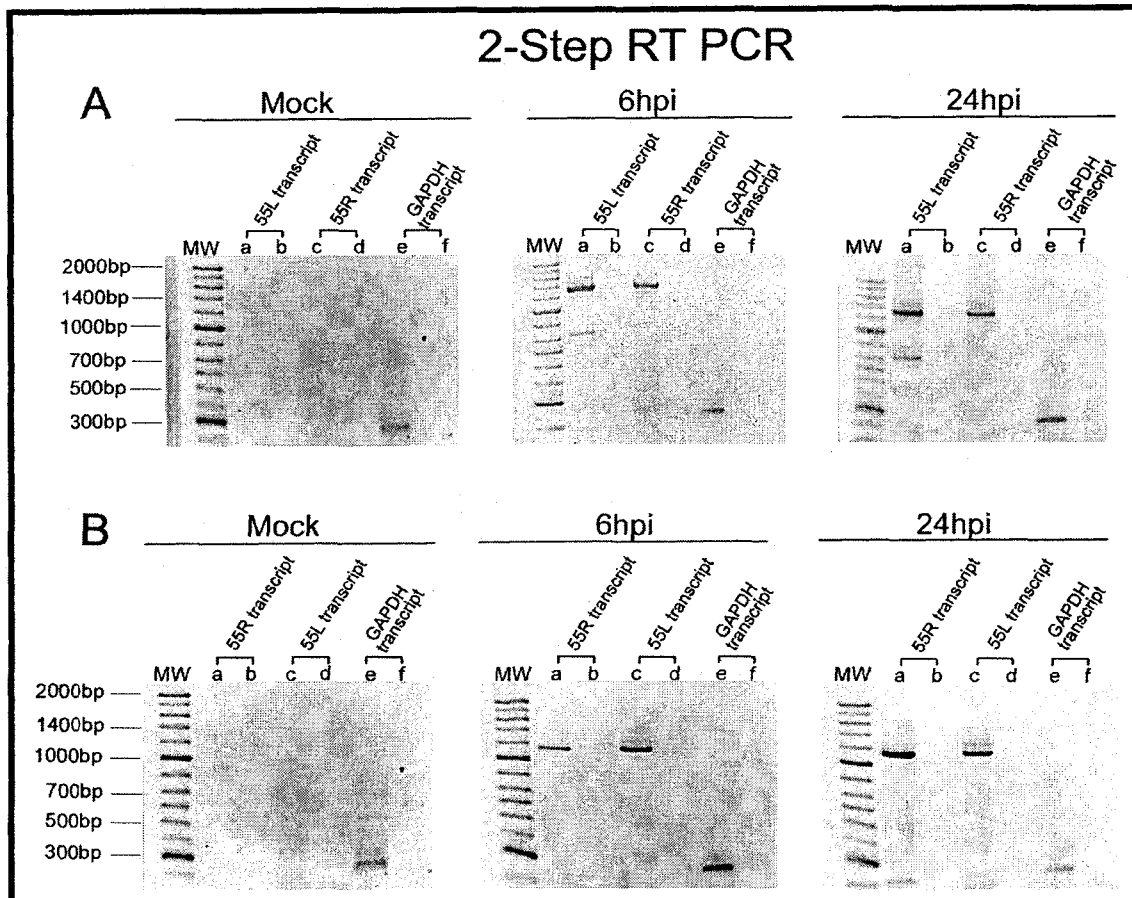 2-Step RT PCR
A
Mock
6hpi
24hpi
55L transcript
55R transcript
GAPDH
transcript
55L transcript
55R transcript
GAPDH
transcript
55L transcript
55R transcript
GAPDH
transcript
MW a b c d e f
MW a b c d e f
MW a b c d e f
2000bp
1400bp
1000bp
700bp
500bp
300bp
B
Mock
6hpi
24hpi
55R transcript
55L transcript
GAPDH
transcript
55R transcript
55L transcript
GAPDH
transcript
55R transcript
55L transcript
GAPDH
transcript
MW a b c d e f
MW a b c d e f
MW a b c d e f
2000bp
1400bp
1000bp
700bp
500bp
300bp